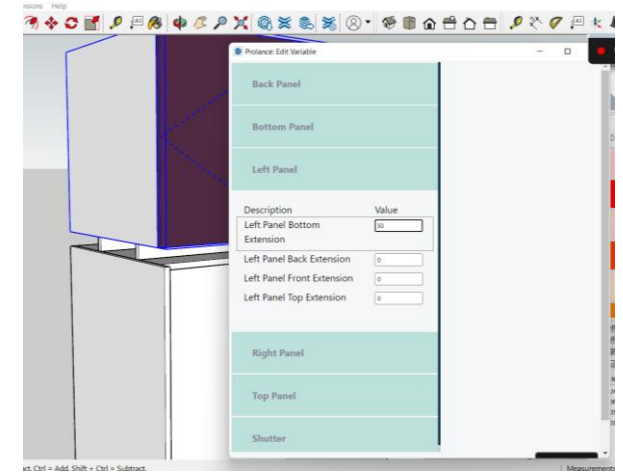 Help
Prolance: Edit Variable
Back Panel
Bottom Panel
Left Panel
Description Value
Left Panel Bottom Extension 50
Left Panel Back Extension 0
Left Panel Front Extension 0
Left Panel Top Extension 0
Right Panel
Top Panel
Shutter
Ctrl = Add, Shift + Ctrl = Subtract.
Measurements